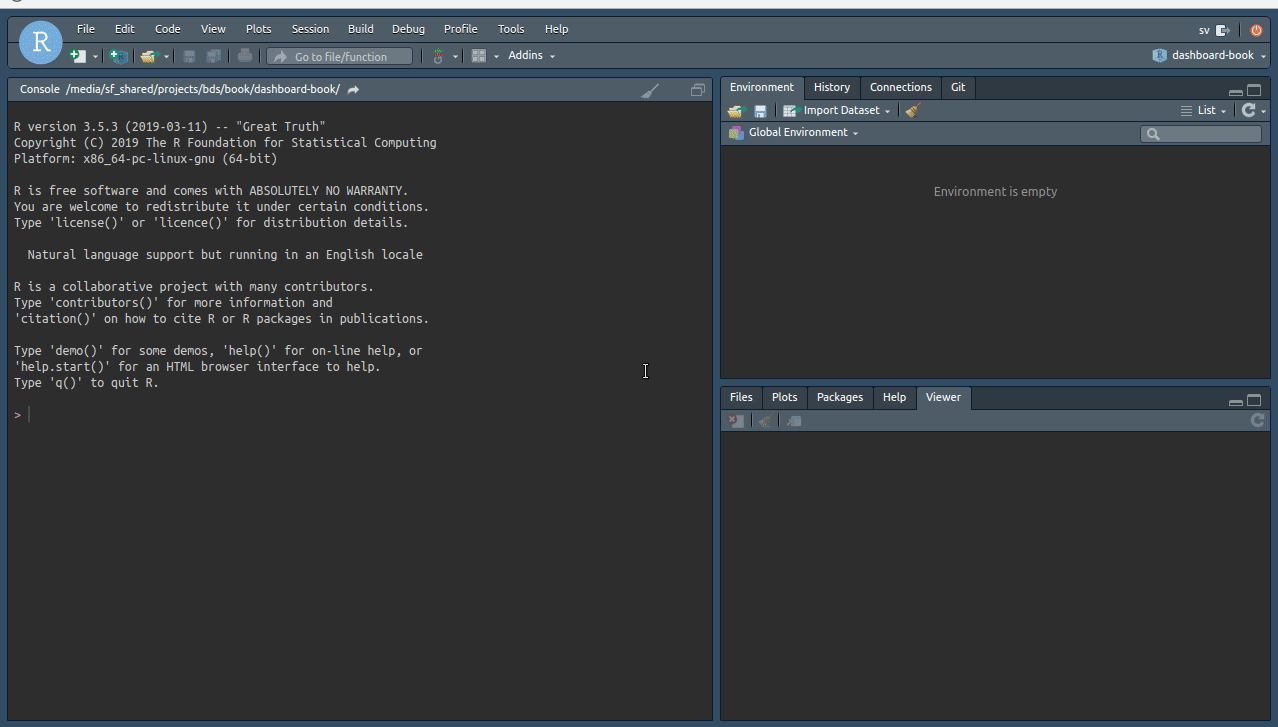 File Edit Code View Plots Session Build Debug Profile Tools Help
sv
R
Go to file/function
Addins
dashboard-book
Console /media/sf_shared/projects/bds/book/dashboard-book/
R version 3.5.3 (2019-03-11) -- "Great Truth"
Copyright (C) 2019 The R Foundation for Statistical Computing
Platform: x86_64-pc-linux-gnu (64-bit)
R is free software and comes with ABSOLUTELY NO WARRANTY.
You are welcome to redistribute it under certain conditions.
Type 'license()' or 'licence()' for distribution details.
Natural language support but running in an English locale
R is a collaborative project with many contributors.
Type 'contributors()' for more information and
'citation()' on how to cite R or R packages in publications.
Type 'demo()' for some demos, 'help()' for on-line help, or
'help.start()' for an HTML browser interface to help.
Type 'q()' to quit R.
>
Environment History Connections Git
Import Dataset
List
Global Environment
Environment is empty
Files Plots Packages Help Viewer